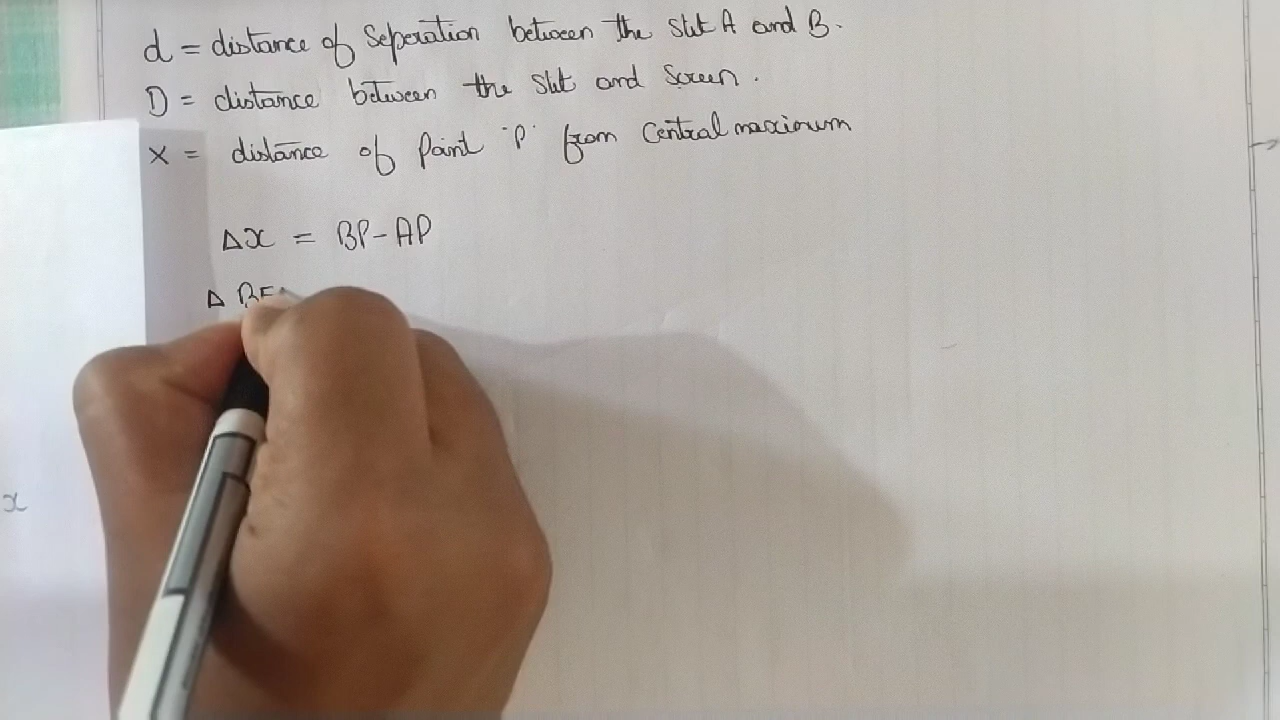 d = distance of Seperation between the slit A and B.
D = distance between the slit and Screen.
x = distance of Point 'P' from Central maximum
Δx = BP-AP
Δ BF
x